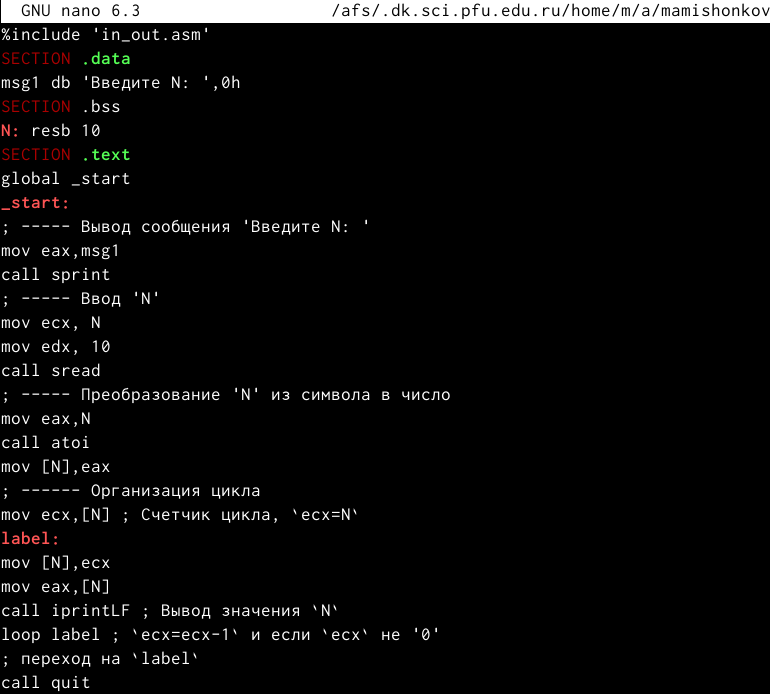 GNU nano 6.3 /afs/.dk.sci.pfu.edu.ru/home/m/a/mamishonkov
%include 'in_out.asm'
SECTION .data
msg1 db 'Введите N: ',0h
SECTION .bss
N: resb 10
SECTION .text
global _start
_start:
; ----- Вывод сообщения 'Введите N: '
mov eax,msg1
call sprint
; ----- Ввод 'N'
mov ecx, N
mov edx, 10
call sread
; ----- Преобразование 'N' из символа в число
mov eax,N
call atoi
mov [N],eax
; ------ Организация цикла
mov ecx,[N] ; Счетчик цикла, `ecx=N`
label:
mov [N],ecx
mov eax,[N]
call iprintLF ; Вывод значения `N`
loop label ; `ecx=ecx-1` и если `ecx` не '0'
; переход на `label`
call quit